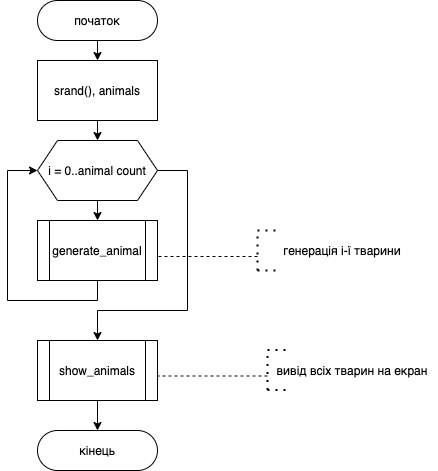 початок
srand(), animals
i = 0..animal count
generate_animal
генерація і-ї тварини
show_animals
вивід всіх тварин на екран
кінець